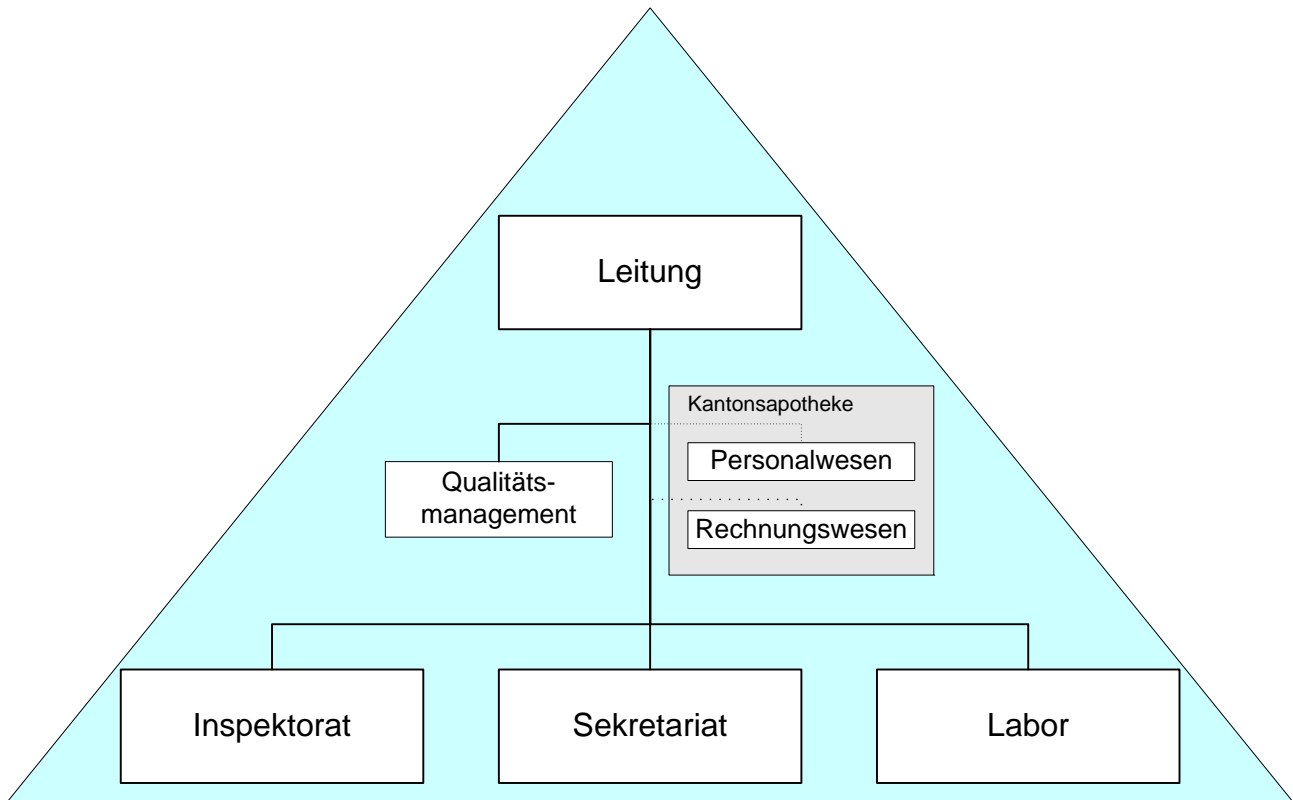 Leitung
Kantonsapotheke
Personalwesen
Qualitäts-
management
Rechnungswesen
Inspektorat
Sekretariat
Labor